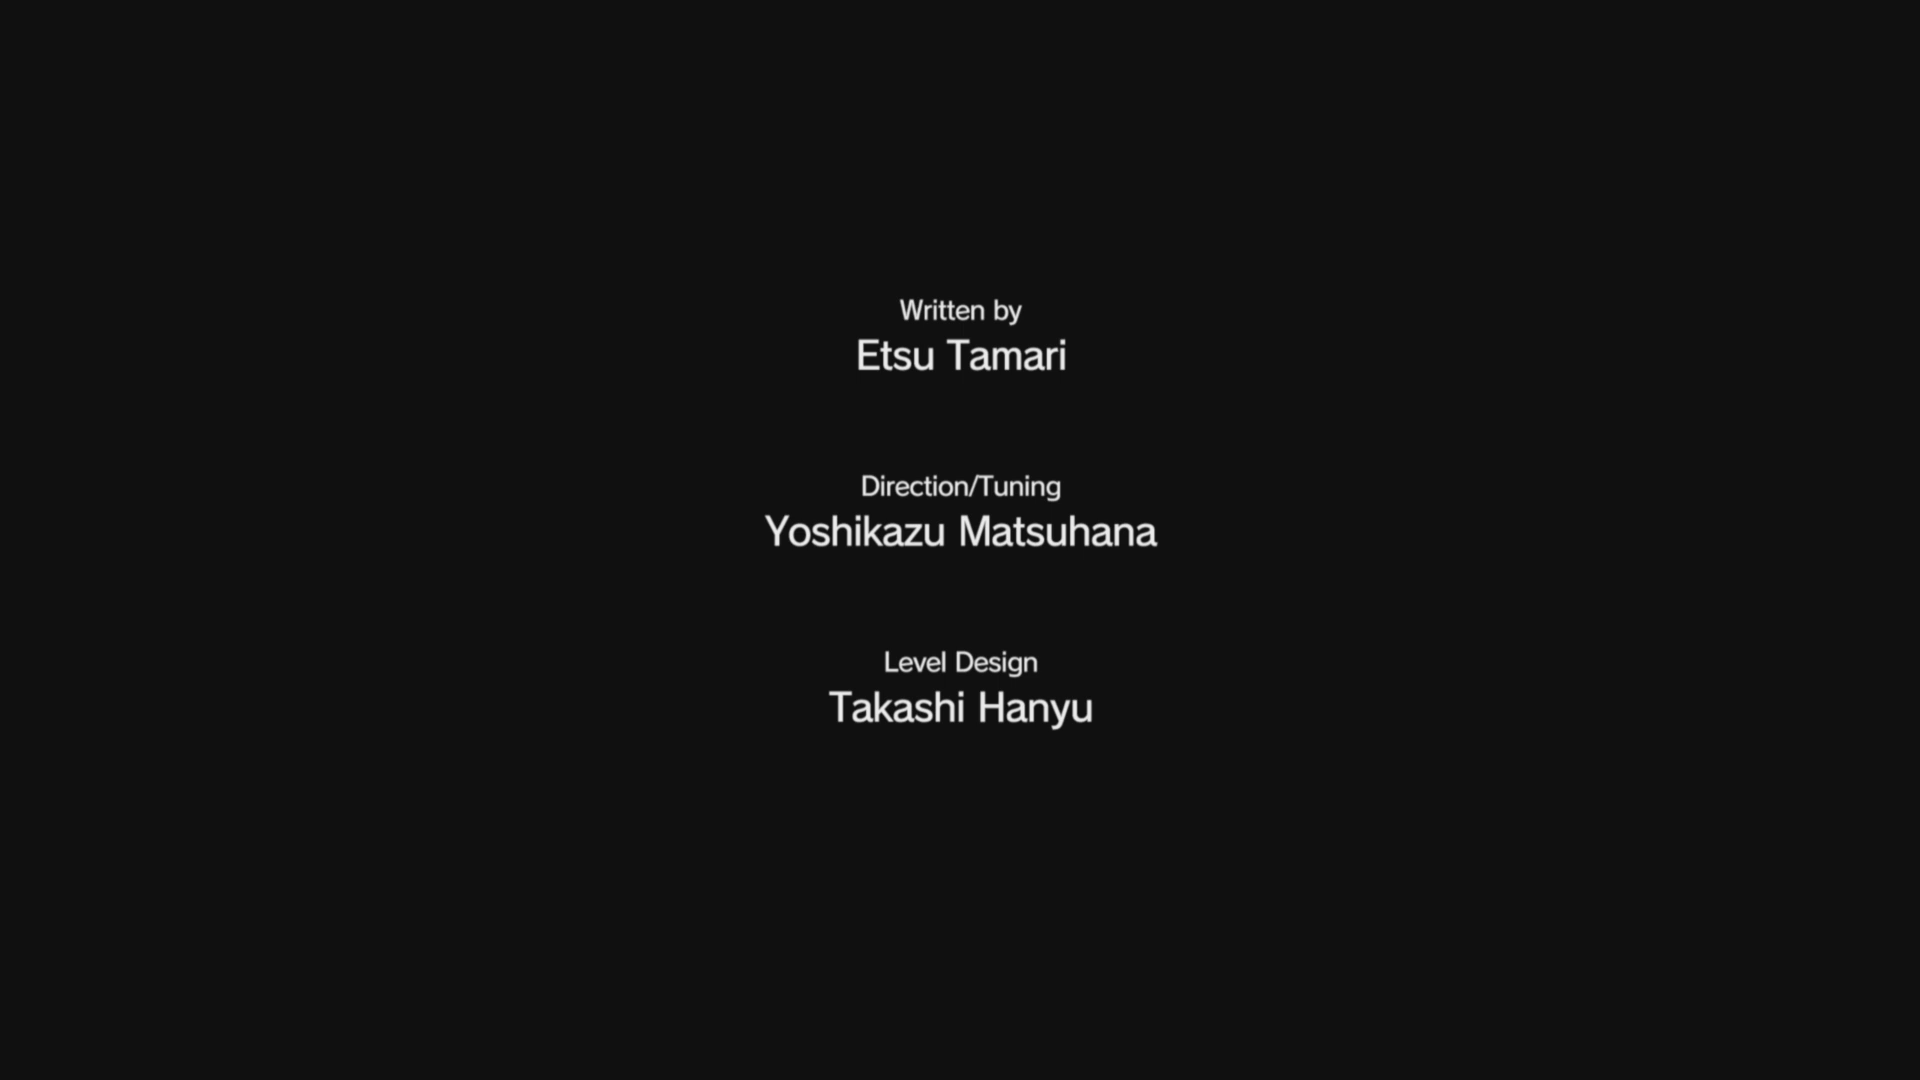 Written by
Etsu Tamari
Direction/Tuning
Yoshikazu Matsuhana
Level Design
Takashi Hanyu